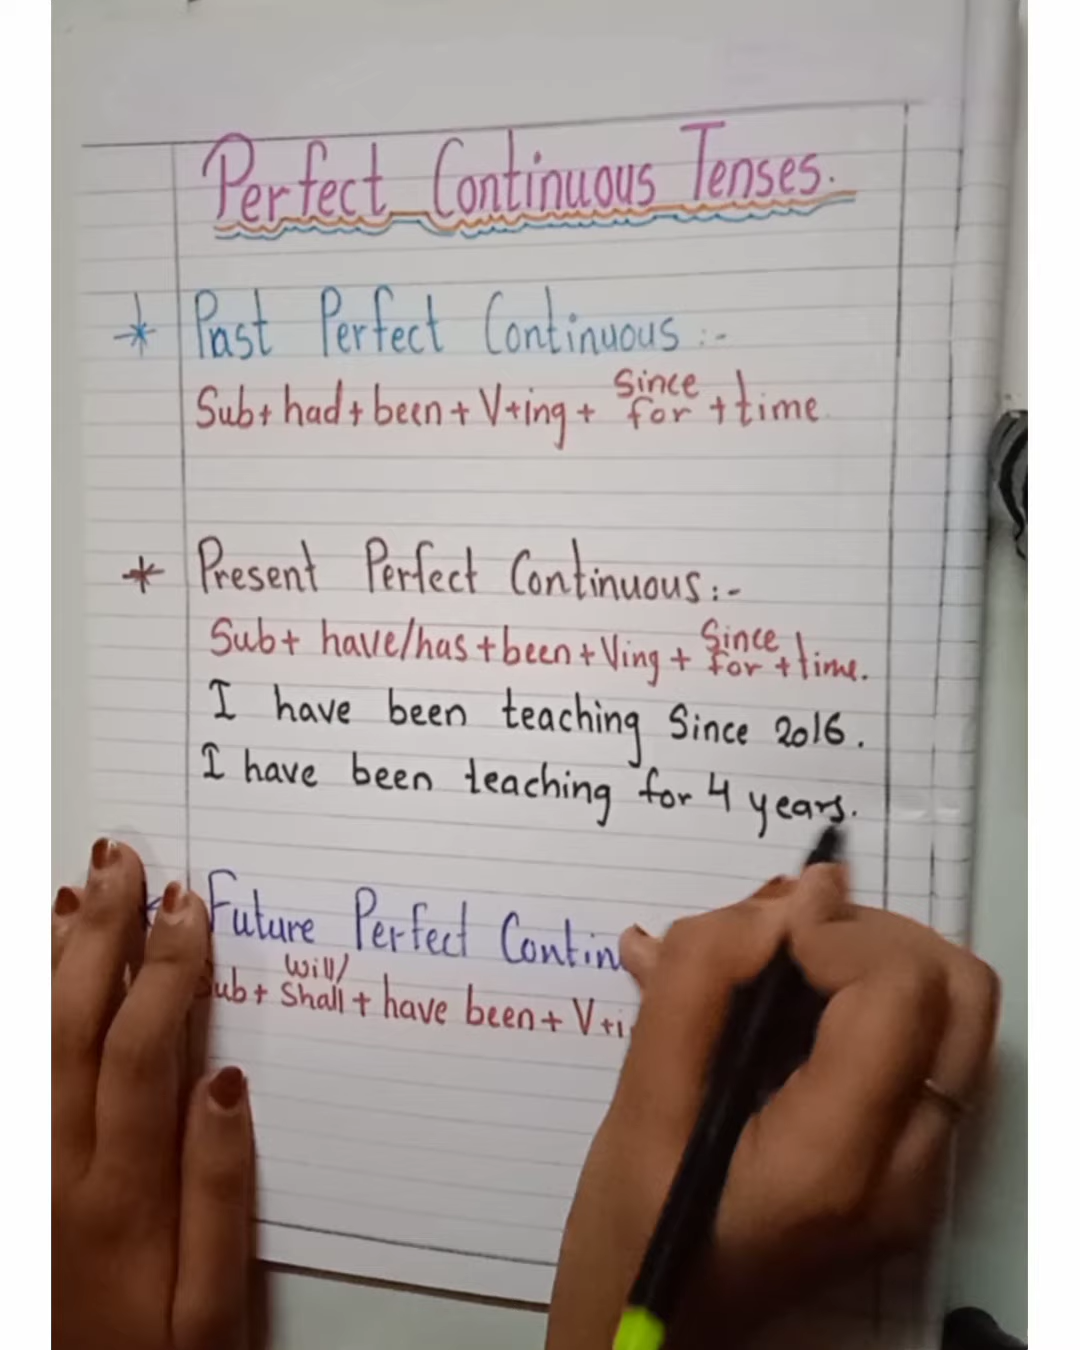 Perfect Continuous Tenses.
* Past Perfect Continuous :-
Since
Sub + had + been + V+ing + for + time
* Present Perfect Continuous :-
Since
Sub + have/has + been + Ving + for + time.
I have been teaching Since 2016.
I have been teaching for 4 years.
Future Perfect
will/
Sub + Shall + have been +